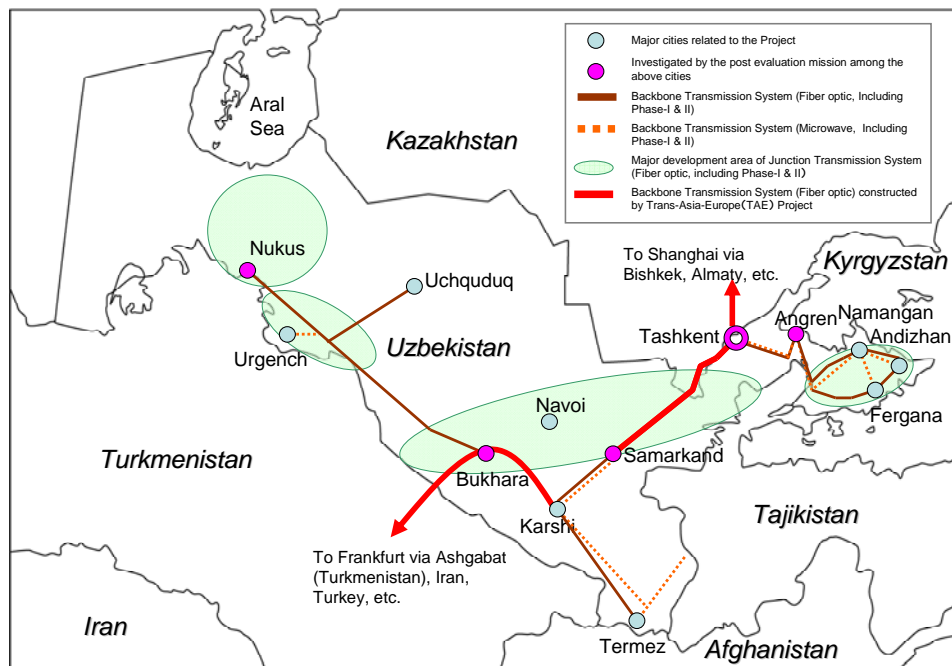 Major cities related to the Project
Investigated by the post evaluation mission among the
above cities
Backbone Transmission System (Fiber optic, Including
Phase-I & II)
Backbone Transmission System (Microwave, Including
Phase-I & II)
Major development area of Junction Transmission System
(Fiber optic, including Phase-I & II)
Backbone Transmission System (Fiber optic) constructed
by Trans-Asia-Europe(TAE) Project
Aral
Sea
Kazakhstan
Nukus
Uchquduq
To Shanghai via
Bishkek, Almaty, etc.
Kyrgyzstan
Urgench
Uzbekistan
Tashkent
Angren
Namangan
Andizhan
Navoi
Fergana
Turkmenistan
Bukhara
Samarkand
Karshi
Tajikistan
To Frankfurt via Ashgabat
(Turkmenistan), Iran,
Turkey, etc.
Iran
Termez
Afghanistan